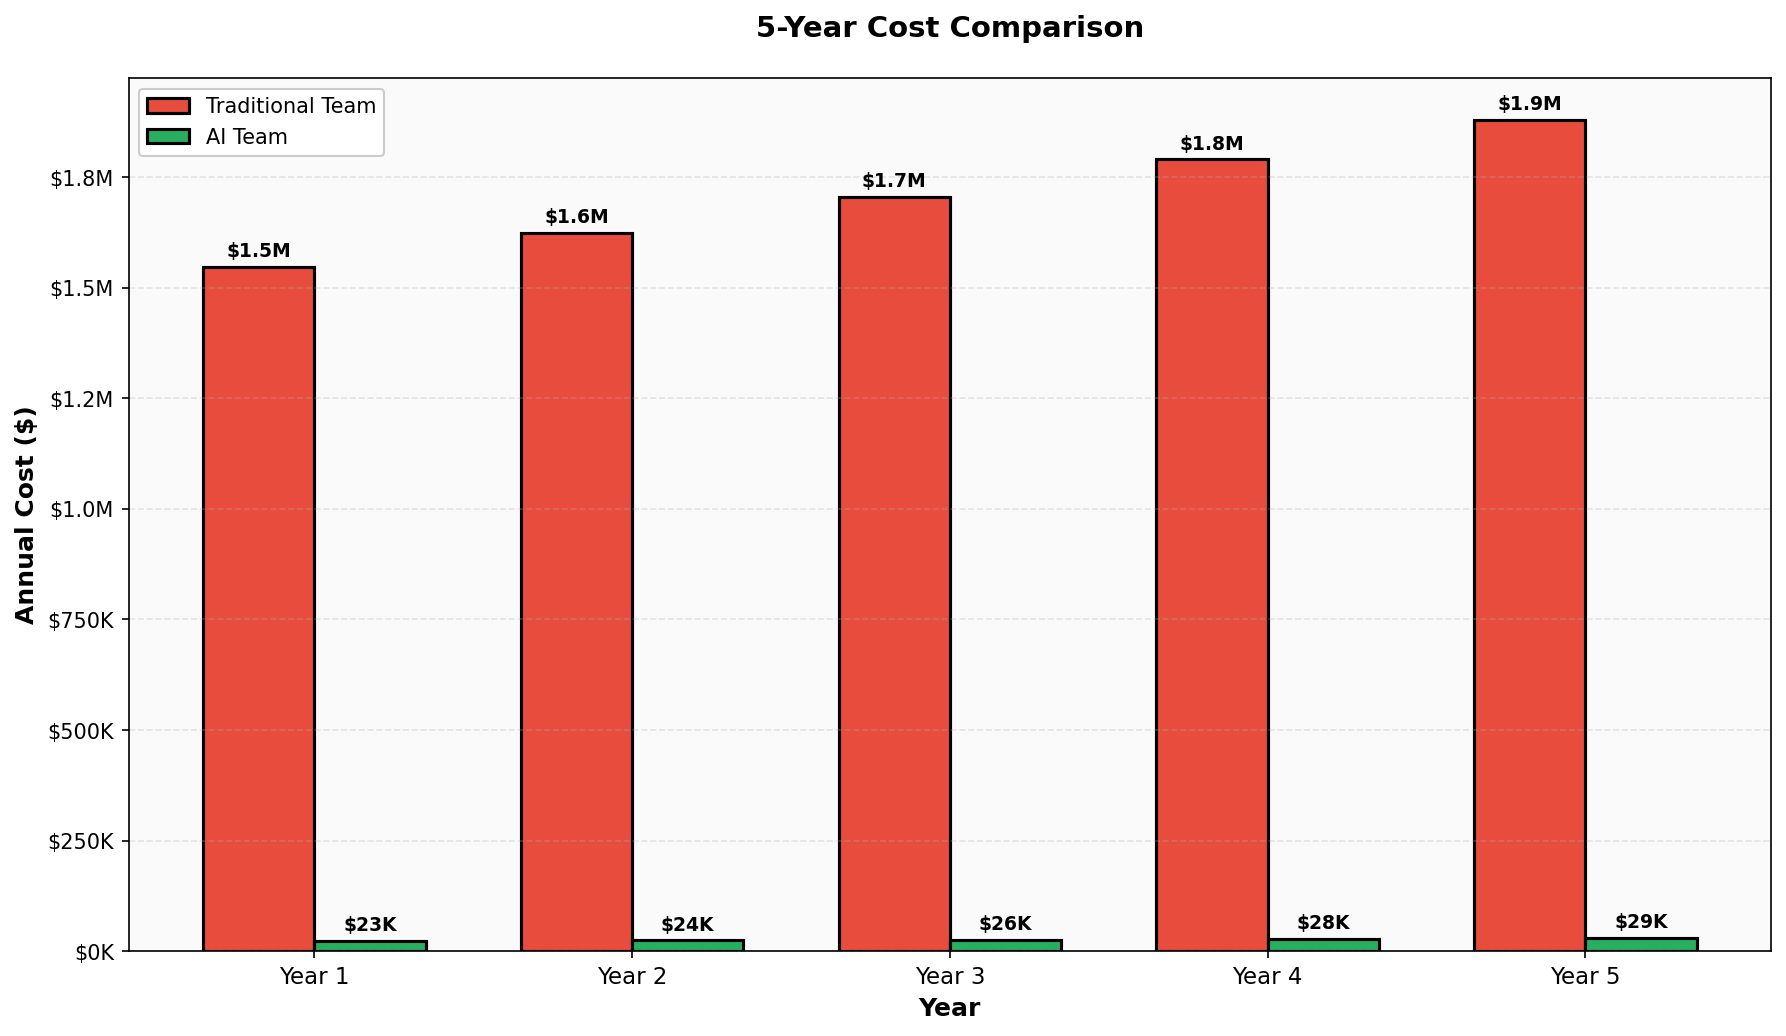 5-Year Cost Comparison
Traditional Team
AI Team
Annual Cost ($)
$1.8M
$1.5M
$1.2M
$1.0M
$750K
$500K
$250K
$0K
$1.5M
$23K
$1.6M
$24K
$1.7M
$26K
$1.8M
$28K
$1.9M
$29K
Year 1
Year 2
Year 3
Year 4
Year 5
Year